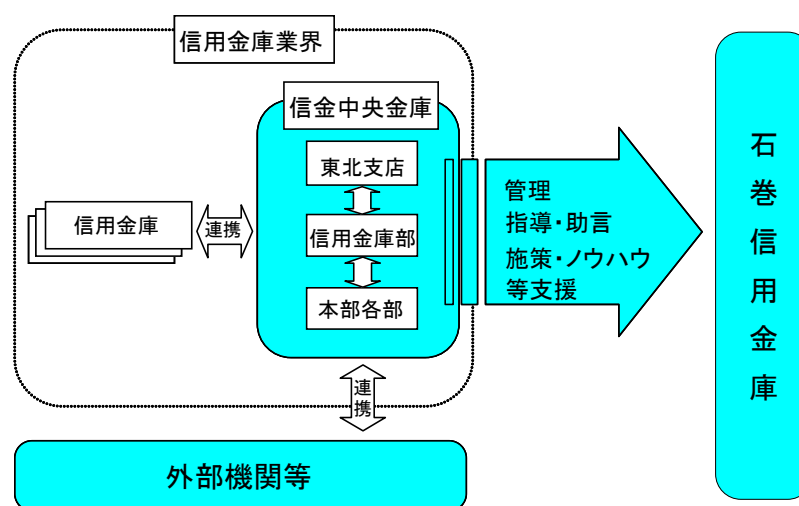 信用金庫業界
信金中央金庫
東北支店
信用金庫
連携
信用金庫部
本部各部
管理
指導・助言
施策・ノウハウ
等支援
石巻信用金庫
連携
外部機関等